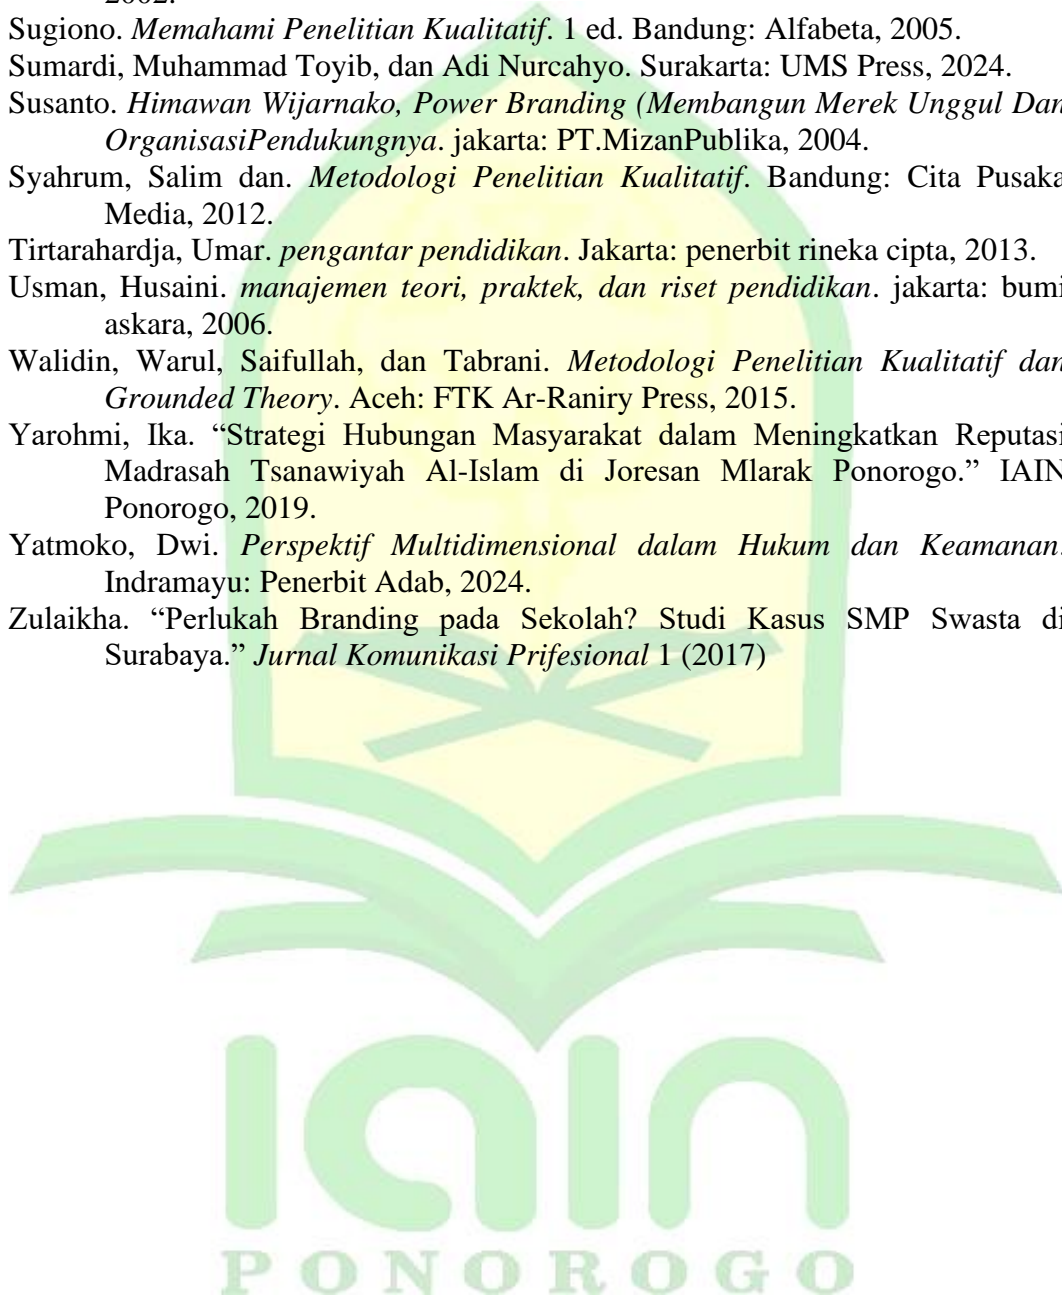 2002.
Sugiono. Memahami Penelitian Kualitatif. 1 ed. Bandung: Alfabeta, 2005.
Sumardi, Muhammad Toyib, dan Adi Nurcahyo. Surakarta: UMS Press, 2024.
Susanto. Himawan Wijarnako, Power Branding (Membangun Merek Unggul Dan
OrganisasiPendukungnya. jakarta: PT.MizanPublika, 2004.
Syahrum, Salim dan. Metodologi Penelitian Kualitatif. Bandung: Cita Pusaka
Media, 2012.
Tirtarahardja, Umar. pengantar pendidikan. Jakarta: penerbit rineka cipta, 2013.
Usman, Husaini. manajemen teori, praktek, dan riset pendidikan. jakarta: bumi
askara, 2006.
Walidin, Warul, Saifullah, dan Tabrani. Metodologi Penelitian Kualitatif dan
Grounded Theory. Aceh: FTK Ar-Raniry Press, 2015.
Yarohmi, Ika. “Strategi Hubungan Masyarakat dalam Meningkatkan Reputasi
Madrasah Tsanawiyah Al-Islam di Joresan Mlarak Ponorogo.” IAIN
Ponorogo, 2019.
Yatmoko, Dwi. Perspektif Multidimensional dalam Hukum dan Keamanan.
Indramayu: Penerbit Adab, 2024.
Zulaikha. “Perlukah Branding pada Sekolah? Studi Kasus SMP Swasta di
Surabaya.” Jurnal Komunikasi Prifesional 1 (2017)
IAIN
PONOROGO